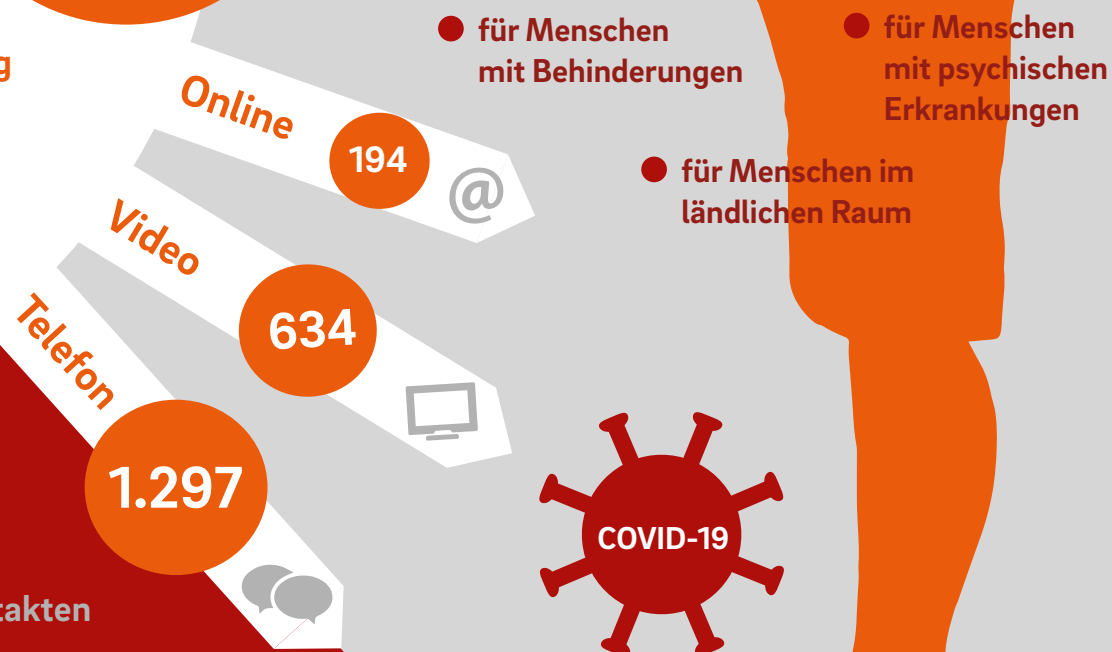 für Menschen
mit Behinderungen
für Menschen
mit psychischen
Erkrankungen
für Menschen im
ländlichen Raum
Online
194
@
Video
634
Telefon
1.297
COVID-19